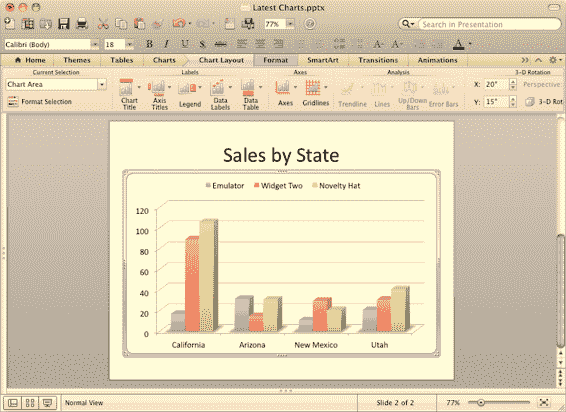 Latest Charts.pptx
77%
Search in Presentation
Calibri (Body) 18 B I U
Home Themes Tables Charts Chart Layout Format SmartArt Transitions Animations
Current Selection Labels Axes Analysis 3-D Rotation
Chart Area
Format Selection
Chart Title Axis Titles Legend Data Labels Data Table Axes Gridlines Trendline Lines Up/Down Bars Error Bars
X: 20° Perspective:
Y: 15° 3-D Rot
Sales by State
Emulator Widget Two Novelty Hat
120
100
80
60
40
20
0
California Arizona New Mexico Utah
Normal View Slide 2 of 2 77%